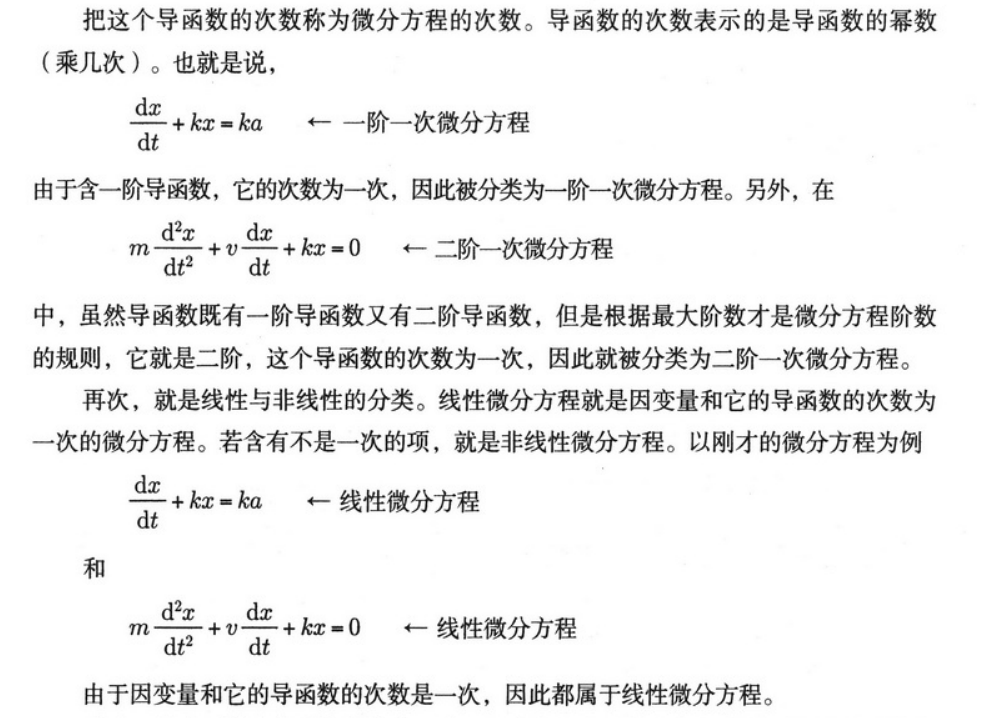 把这个导函数的次数称为微分方程的次数。导函数的次数表示的是导函数的幂数
（乘几次）。也就是说，
dx/dt + kx = ka ← 一阶一次微分方程
由于含一阶导函数，它的次数为一次，因此被分类为一阶一次微分方程。另外，在
m d²x/dt² + v dx/dt + kx = 0 ← 二阶一次微分方程
中，虽然导函数既有一阶导函数又有二阶导函数，但是根据最大阶数才是微分方程阶数
的规则，它就是二阶，这个导函数的次数为一次，因此就被分类为二阶一次微分方程。
再次，就是线性与非线性的分类。线性微分方程就是因变量和它的导函数的次数为
一次的微分方程。若含有不是一次的项，就是非线性微分方程。以刚才的微分方程为例
dx/dt + kx = ka ← 线性微分方程
和
m d²x/dt² + v dx/dt + kx = 0 ← 线性微分方程
由于因变量和它的导函数的次数是一次，因此都属于线性微分方程。